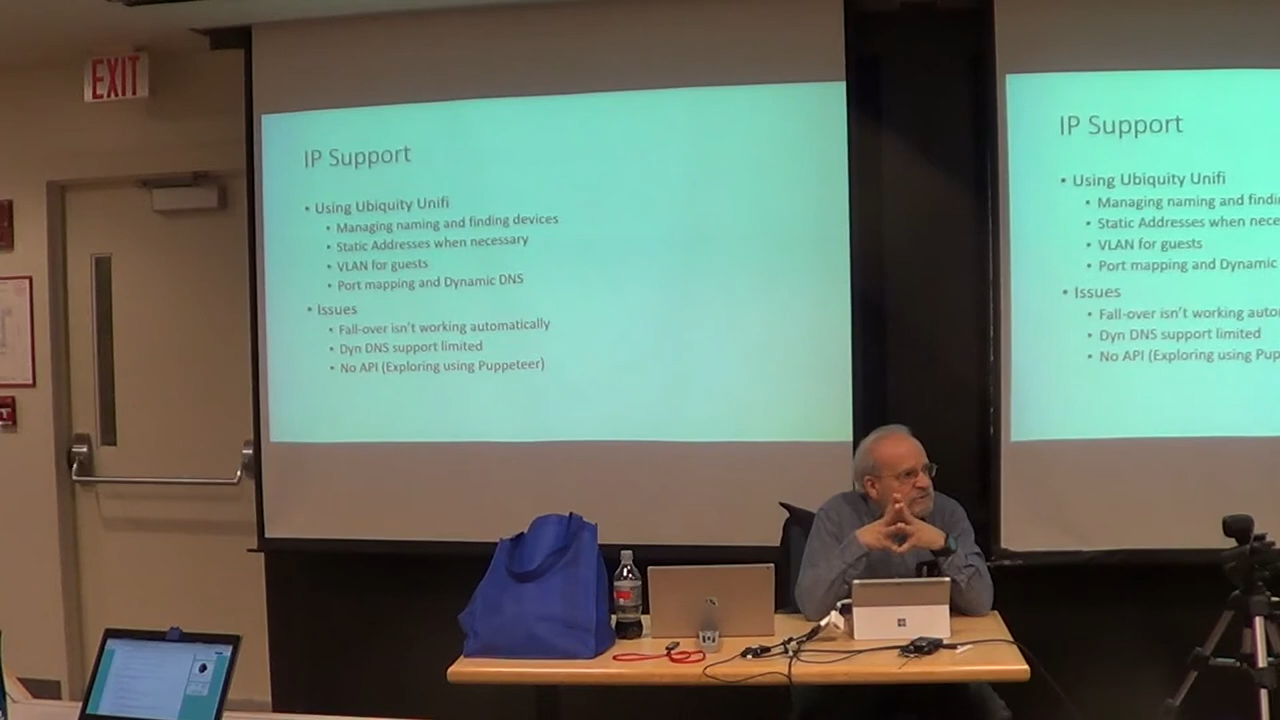 EXIT
IP Support
• Using Ubiquity Unifi
• Managing naming and finding devices
• Static Addresses when necessary
• VLAN for guests
• Port mapping and Dynamic DNS
• Issues
• Fall-over isn't working automatically
• Dyn DNS support limited
• No API (Exploring using Puppeteer)
IP Support
• Using Ubiquity Unifi
• Managing naming and findi
• Static Addresses when nece
• VLAN for guests
• Port mapping and Dynamic
• Issues
• Fall-over isn't working auto
• Dyn DNS support limited
• No API (Exploring using Pup